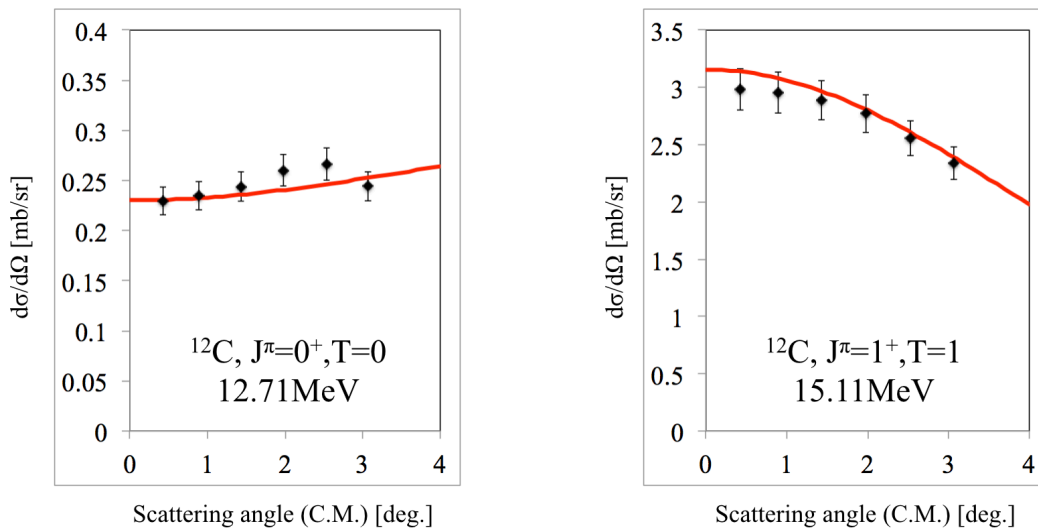 0.4
0.35
0.3
0.25
0.2
0.15
0.1
0.05
0
dσ/dΩ [mb/sr]
¹²C, Jᵖⁱ=0⁺,T=0
12.71MeV
0 1 2 3 4
Scattering angle (C.M.) [deg.]
3.5
3
2.5
2
1.5
1
0.5
0
dσ/dΩ [mb/sr]
¹²C, J^π=1⁺,T=1
15.11MeV
0 1 2 3 4
Scattering angle (C.M.) [deg.]